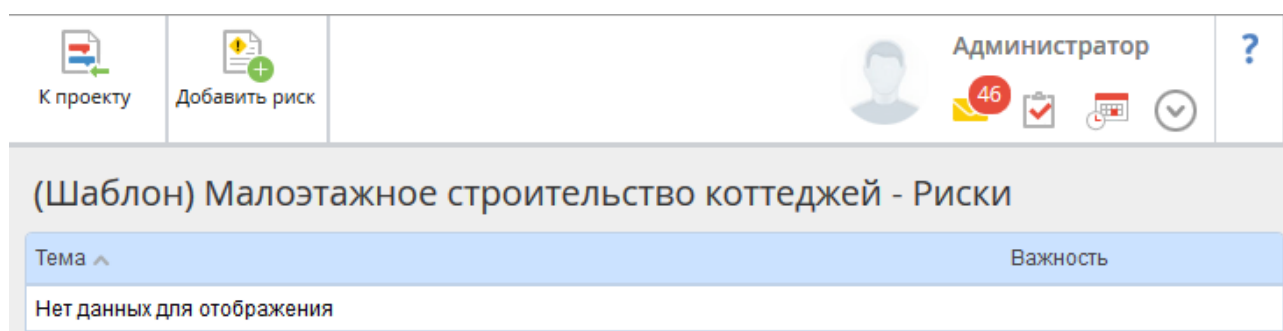 Администратор
?
46
К проекту
Добавить риск
(Шаблон) Малоэтажное строительство коттеджей - Риски
Тема Важность
Нет данных для отображения